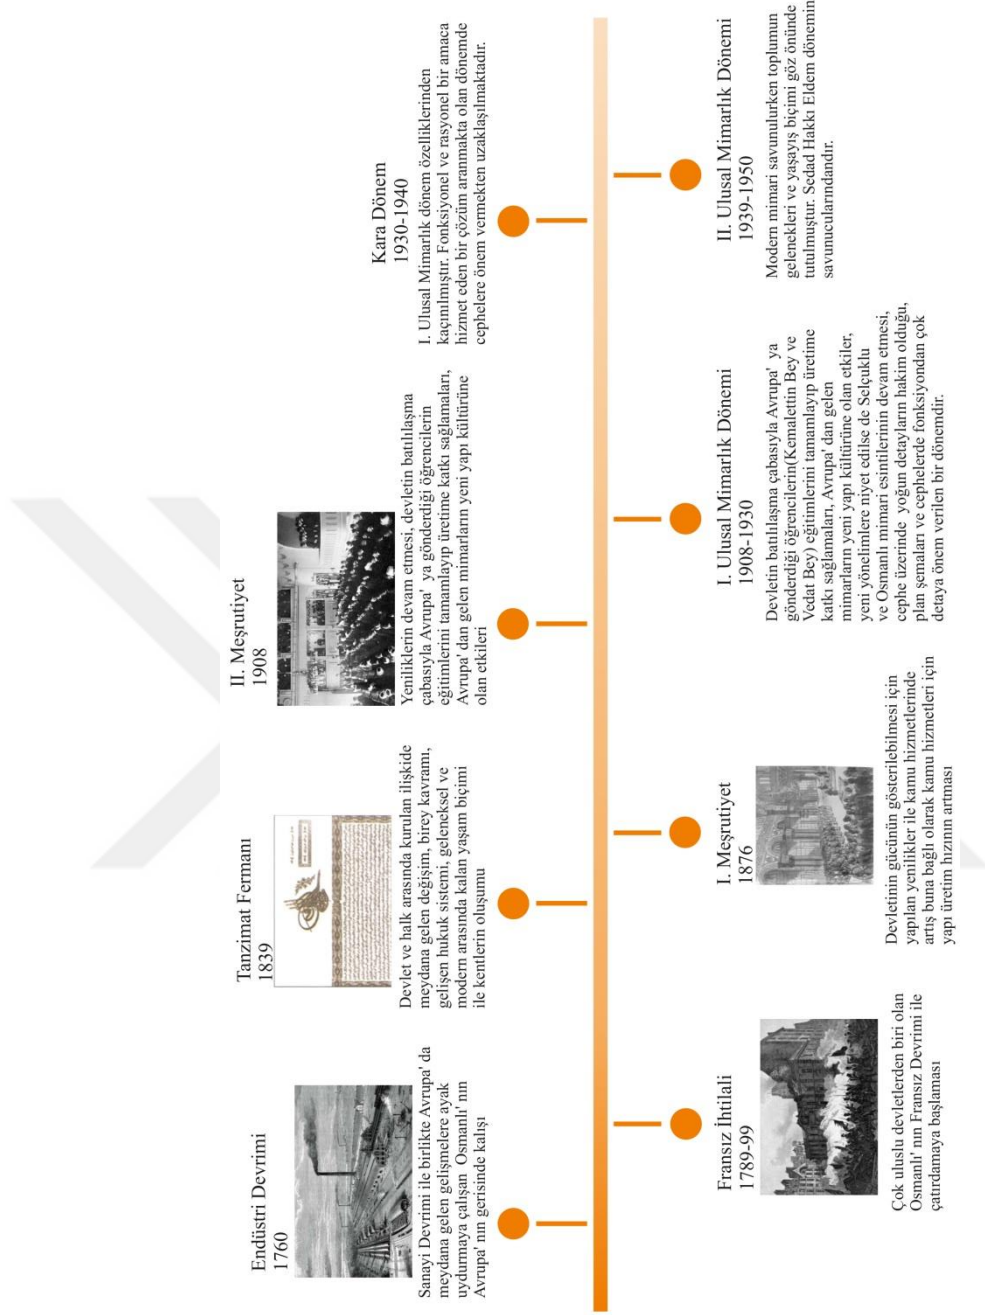 Endüstri Devrimi
1760
Sanayi Devrimi ile birlikte Avrupa' da
meydana gelen gelişmelere ayak
uydurmaya çalışan Osmanlı' nın
Avrupa' nın gerisinde kalışı
Fransız İhtilali
1789-99
Çok uluslu devletlerden biri olan
Osmanlı' nın Fransız Devrimi ile
çatırdamaya başlaması
Tanzimat Fermanı
1839
Devlet ve halk arasında kurulan ilişkide
meydana gelen değişim, birey kavramı,
gelişen hukuk sistemi, geleneksel ve
modern arasında kalan yaşam biçimi
ile kentlerin oluşumu
I. Meşrutiyet
1876
Devletinin gücünün gösterilebilmesi için
yapılan yenilikler ile kamu hizmetlerinde
artış buna bağlı olarak kamu hizmetleri için
yapı üretim hızının artması
II. Meşrutiyet
1908
Yeniliklerin devam etmesi, devletin batılılaşma
çabasıyla Avrupa' ya gönderdiği öğrencilerin
eğitimlerini tamamlayıp üretime katkı sağlamaları,
Avrupa'dan gelen mimarların yeni yapı kültürüne
olan etkileri
I. Ulusal Mimarlık Dönemi
1908-1930
Devletin batılılaşma çabasıyla Avrupa' ya
gönderdiği öğrencilerin(Kemalettin Bey ve
Vedat Bey) eğitimlerini tamamlayıp üretime
katkı sağlamaları, Avrupa'dan gelen
mimarların yeni yapı kültürüne olan etkiler,
yeni yönelimlere niyet edilse de Selçuklu
ve Osmanlı mimari esintilerinin devam etmesi,
cephe üzerinde yoğun detayların hakim olduğu,
plan şemaları ve cephelerde fonksiyondan çok
detaya önem verilen bir dönemdir.
Kara Dönem
1930-1940
I. Ulusal Mimarlık dönem özelliklerinden
kaçınılmıştır. Fonksiyonel ve rasyonel bir amaca
hizmet eden bir çözüm aranmakta olan dönemde
cephelere önem vermekten uzaklaşılmaktadır.
II. Ulusal Mimarlık Dönemi
1939-1950
Modern mimari savunulurken toplumun
gelenekleri ve yaşayış biçimi göz önünde
tutulmuştur. Sedad Hakkı Eldem dönemin
savunucularındandır.